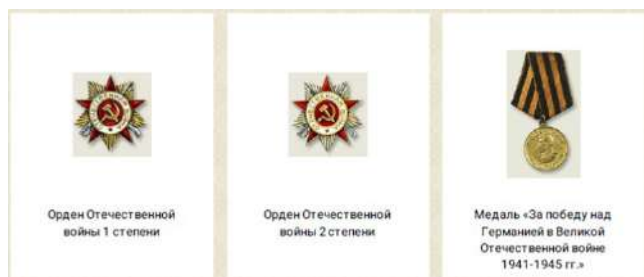 Орден Отечественной
войны 1 степени
Орден Отечественной
войны 2 степени
Медаль «За победу над
Германией в Великой
Отечественной войне
1941-1945 гг.»